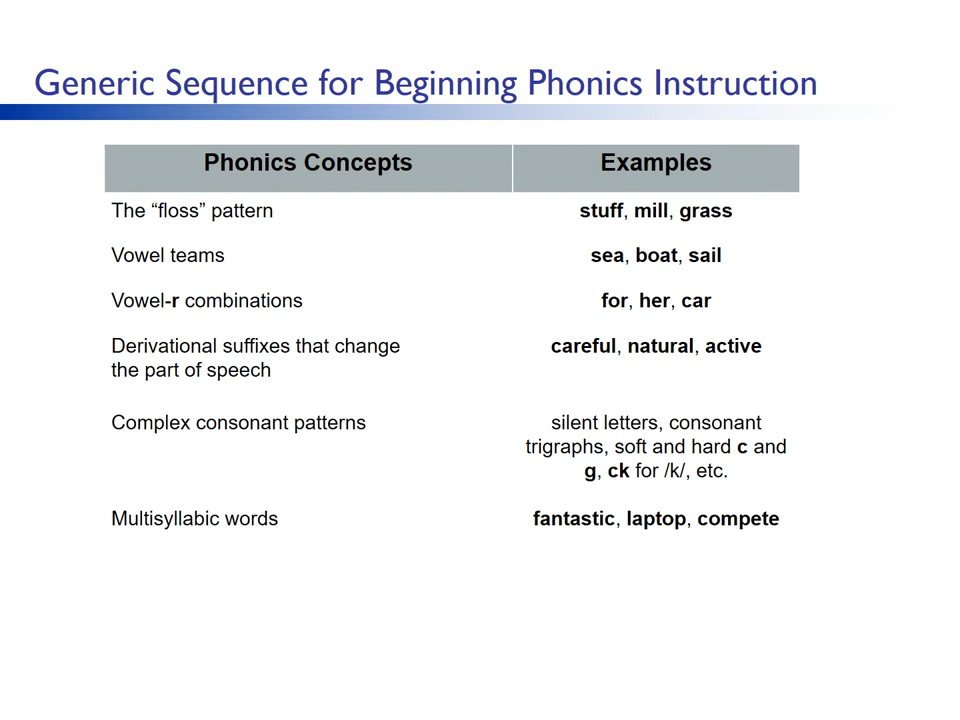 Generic Sequence for Beginning Phonics Instruction
Phonics Concepts Examples
The “floss” pattern stuff, mill, grass
Vowel teams sea, boat, sail
Vowel-r combinations for, her, car
Derivational suffixes that change careful, natural, active
the part of speech
Complex consonant patterns silent letters, consonant
trigraphs, soft and hard c and
g, ck for /k/, etc.
Multisyllabic words fantastic, laptop, compete